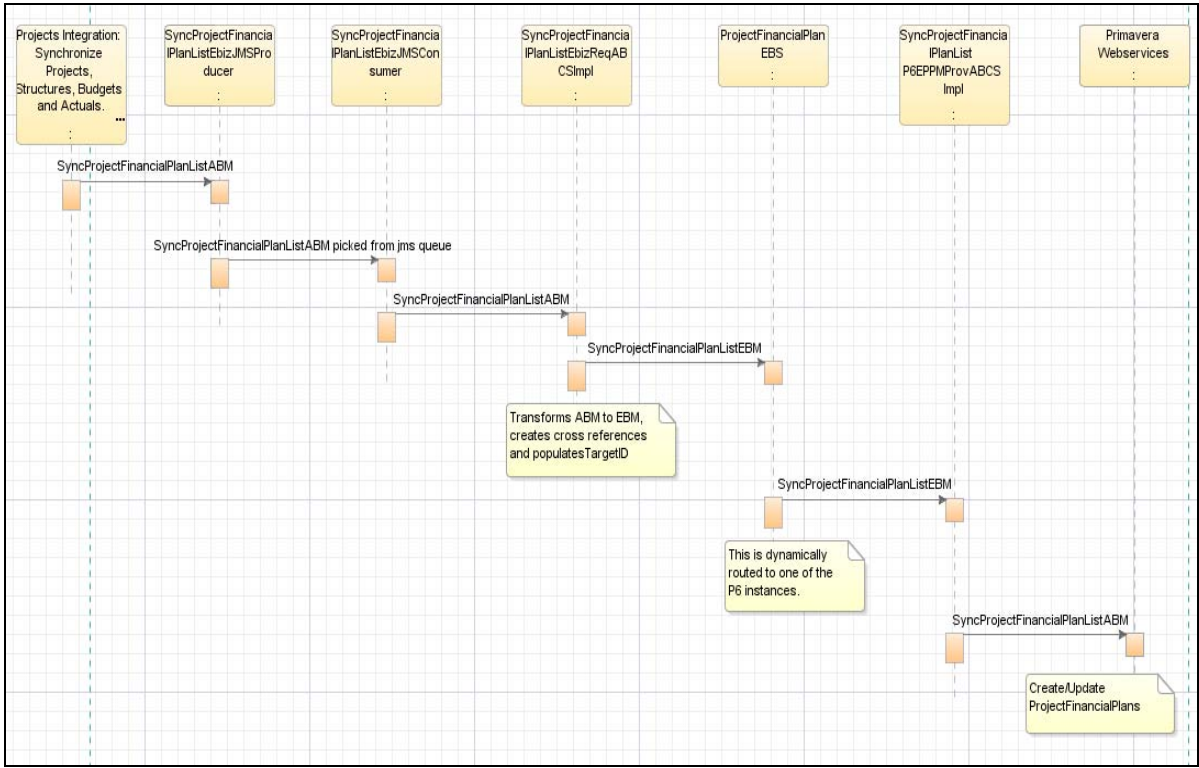 Projects Integration:
Synchronize
Projects,
Structures, Budgets
and Actuals.
...
:
SyncProjectFinancia
lPlanListEbizJMSPro
ducer
:
SyncProjectFinancia
lPlanListEbizJMSCon
sumer
:
SyncProjectFinancia
lPlanListEbizReqAB
CSImpl
:
ProjectFinancialPlan
EBS
:
SyncProjectFinancia
lPlanList
P6EPPMProvABCS
Impl
:
Primavera
Webservices
:
SyncProjectFinancialPlanListABM
SyncProjectFinancialPlanListABM picked from jms queue
SyncProjectFinancialPlanListABM
SyncProjectFinancialPlanListEBM
Transforms ABM to EBM,
creates cross references
and populatesTargetID
SyncProjectFinancialPlanListEBM
This is dynamically
routed to one of the
P6 instances.
SyncProjectFinancialPlanListABM
Create/Update
ProjectFinancialPlans